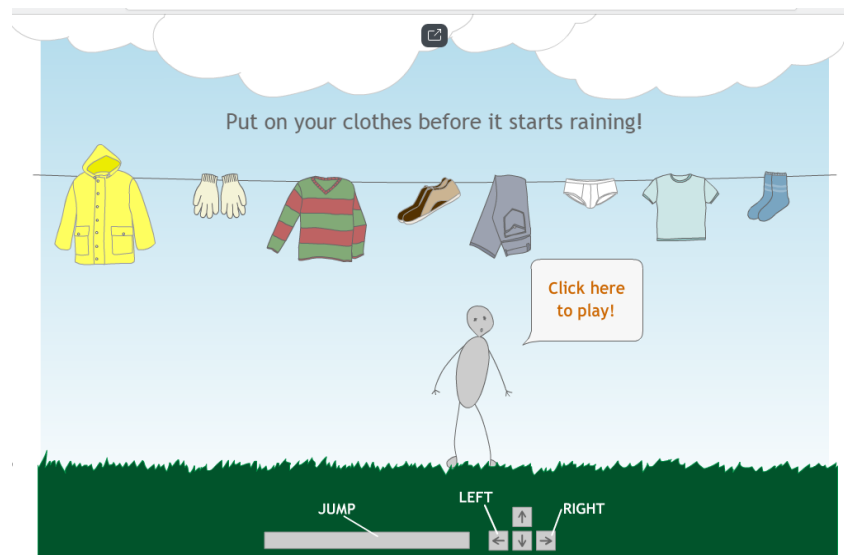 Put on your clothes before it starts raining!
Click here
to play!
LEFT
JUMP
RIGHT